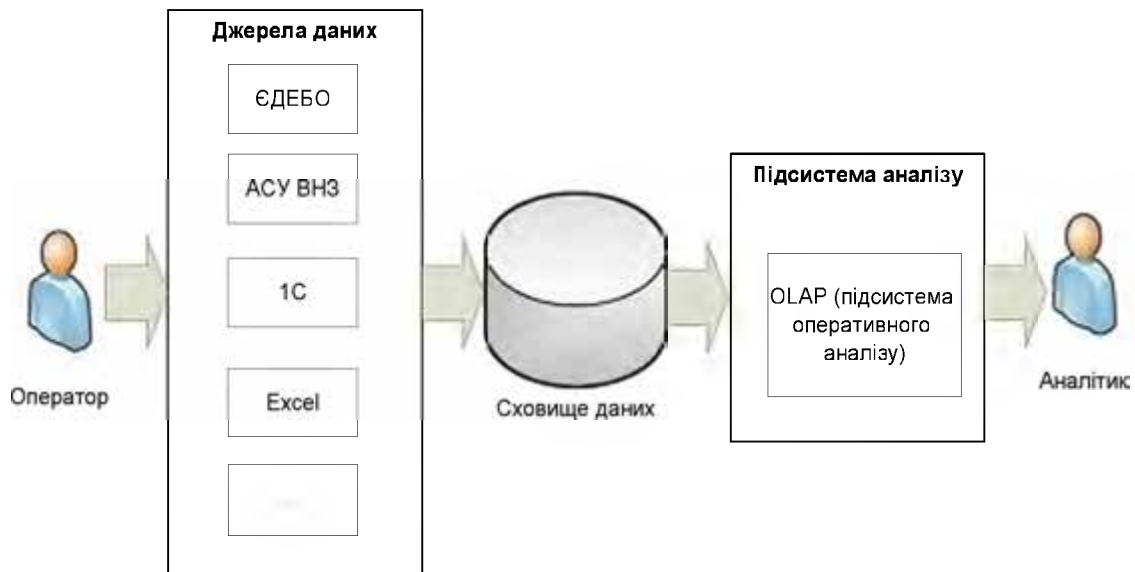 Джерела даних
ЄДЕБО
АСУ ВНЗ
1С
Excel
Оператор
Сховище даних
Підсистема аналізу
OLAP (підсистема
оперативного
аналізу)
Аналітик